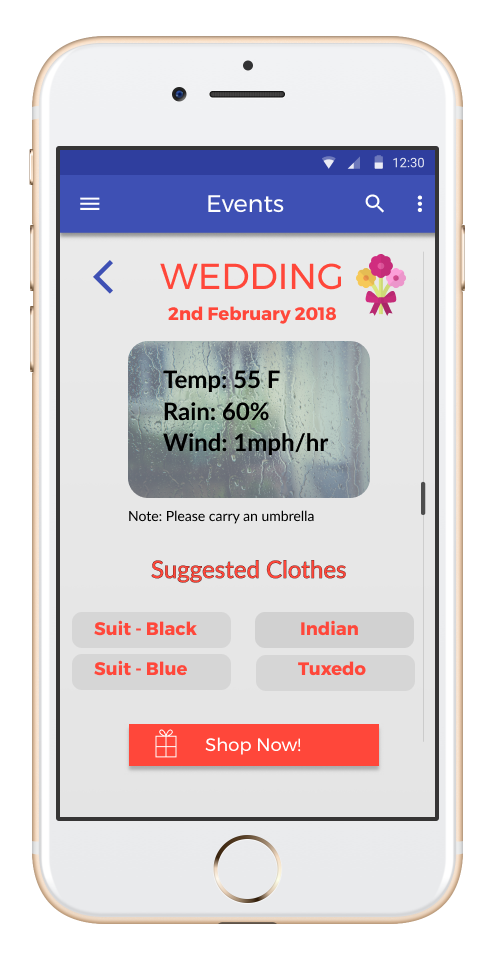 12:30
Events
WEDDING
2nd February 2018
Temp: 55 F
Rain: 60%
Wind: 1mph/hr
Note: Please carry an umbrella
Suggested Clothes
Suit - Black
Indian
Suit - Blue
Tuxedo
Shop Now!